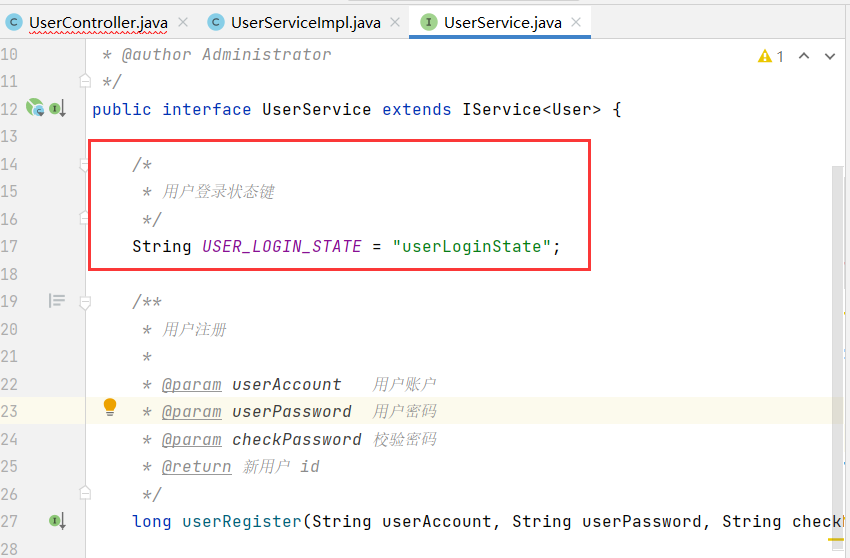 UserController.java UserServiceImpl.java UserService.java
10 * @author Administrator 1
11 */
12 public interface UserService extends IService<User> {
13
14 /*
15 * 用户登录状态键
16 */
17 String USER_LOGIN_STATE = "userLoginState";
18
19 /**
20 * 用户注册
21 *
22 * @param userAccount 用户账户
23 * @param userPassword 用户密码
24 * @param checkPassword 校验密码
25 * @return 新用户 id
26 */
27 long userRegister(String userAccount, String userPassword, String check
28